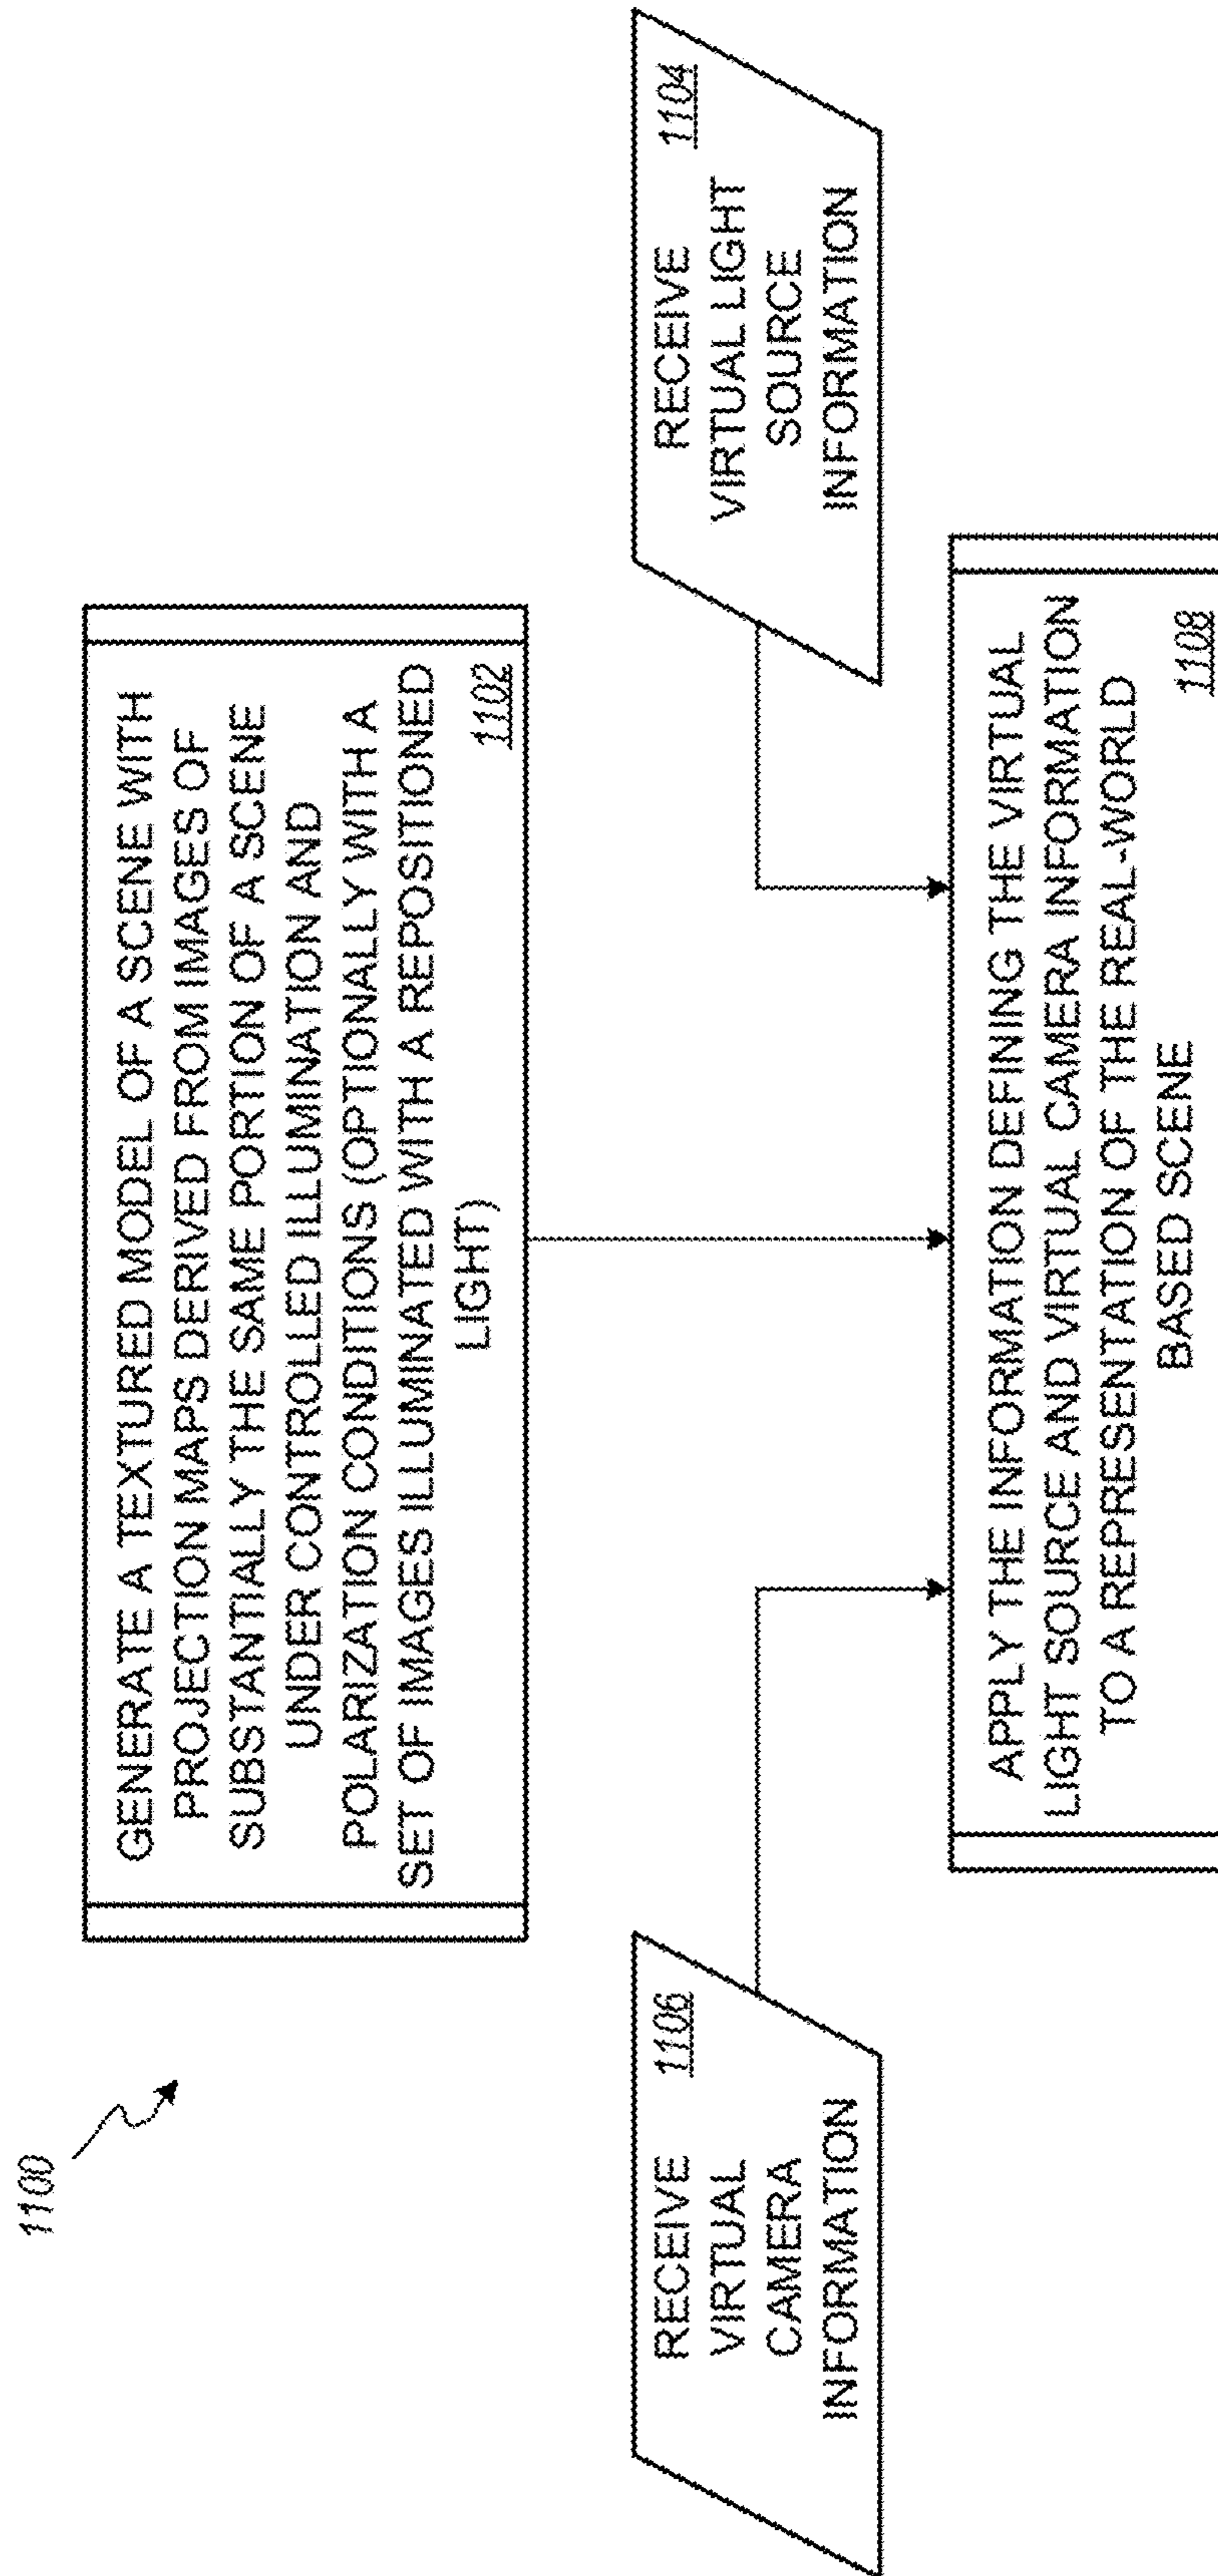 1100
GENERATE A TEXTURED MODEL OF A SCENE WITH
PROJECTION MAPS DERIVED FROM IMAGES OF
SUBSTANTIALLY THE SAME PORTION OF A SCENE
UNDER CONTROLLED ILLUMINATION AND
POLARIZATION CONDITIONS (OPTIONALLY WITH A
SET OF IMAGES ILLUMINATED WITH A REPOSITIONED
LIGHT)
1102
RECEIVE
VIRTUAL
CAMERA
INFORMATION
1106
RECEIVE
VIRTUAL LIGHT
SOURCE
INFORMATION
1104
APPLY THE INFORMATION DEFINING THE VIRTUAL
LIGHT SOURCE AND VIRTUAL CAMERA INFORMATION
TO A REPRESENTATION OF THE REAL-WORLD
BASED SCENE
1108